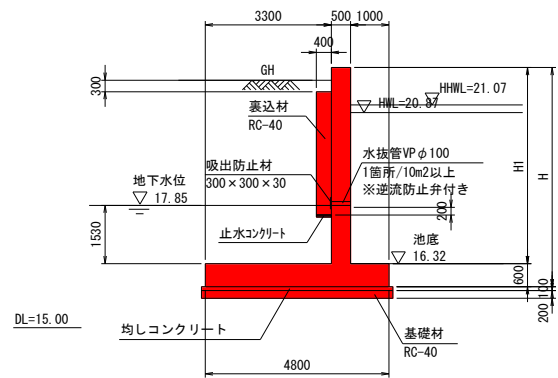 3300
500
1000
400
GH
300
HHWL=21.07
HWL=20.87
裏込材
RC-40
水抜管VPφ100
1箇所/10m2以上
※逆流防止弁付き
吸出防止材
300×300×30
地下水位
17.85
200
止水コンクリート
池底
16.32
1530
H1
H
600
100
200
DL=15.00
均しコンクリート
基礎材
RC-40
4800